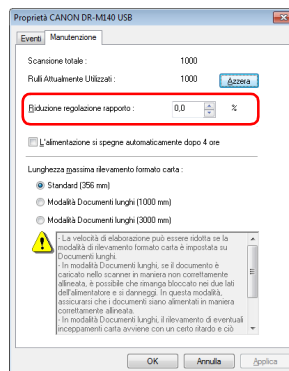 Proprietà CANON DR-M140 USB
Eventi Manutenzione
Scansione totale : 1000
Rulli Attualmente Utilizzati : 1000 Azzera
Riduzione regolazione rapporto : 0,0 %
L'alimentazione si spegne automaticamente dopo 4 ore
Lunghezza massima rilevamento formato carta :
Standard (356 mm)
Modalità Documenti lunghi (1000 mm)
Modalità Documenti lunghi (3000 mm)
- La velocità di elaborazione può essere ridotta se la
modalità di rilevamento formato carta è impostata su
Documenti lunghi.
- In modalità Documenti lunghi, se il documento è
caricato nello scanner in maniera non correttamente
allineata, è possibile che rimanga bloccato nei due lati
dell'alimentatore e si danneggi. In questa modalità,
assicurarsi che i documenti siano alimentati in maniera
correttamente allineata.
- In modalità Documenti lunghi, il rilevamento di eventuali
inceppamenti carta avviene con un certo ritardo e ciò
OK Annulla Applica